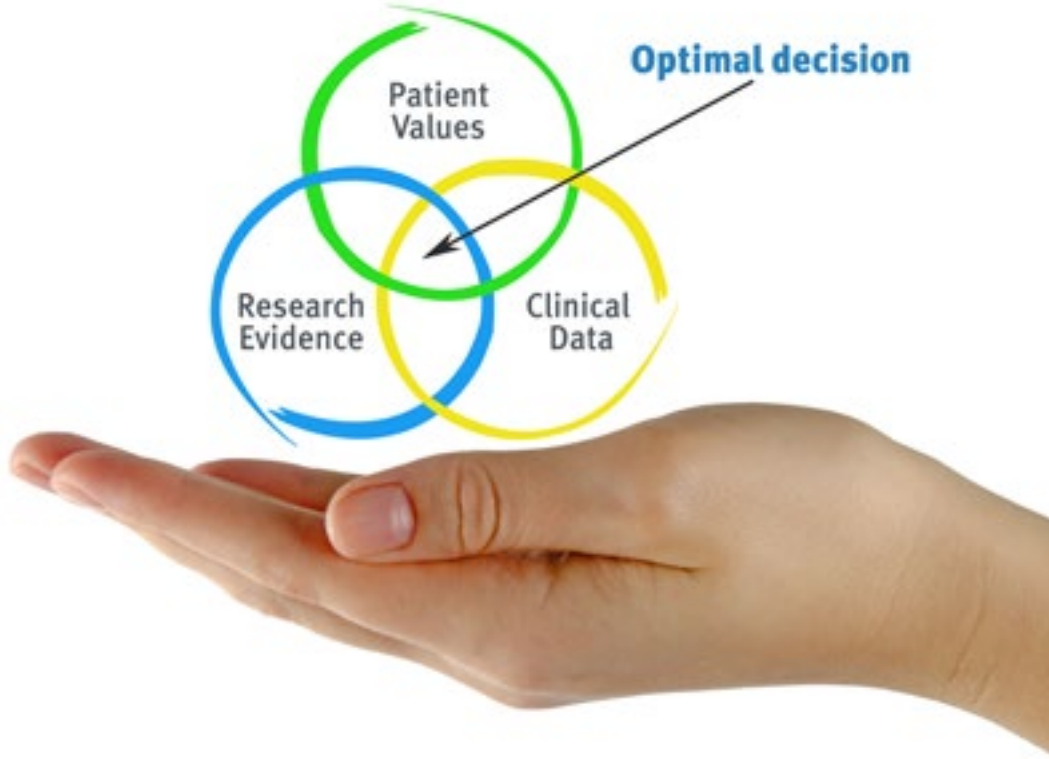 Optimal decision
Patient
Values
Research
Evidence
Clinical
Data